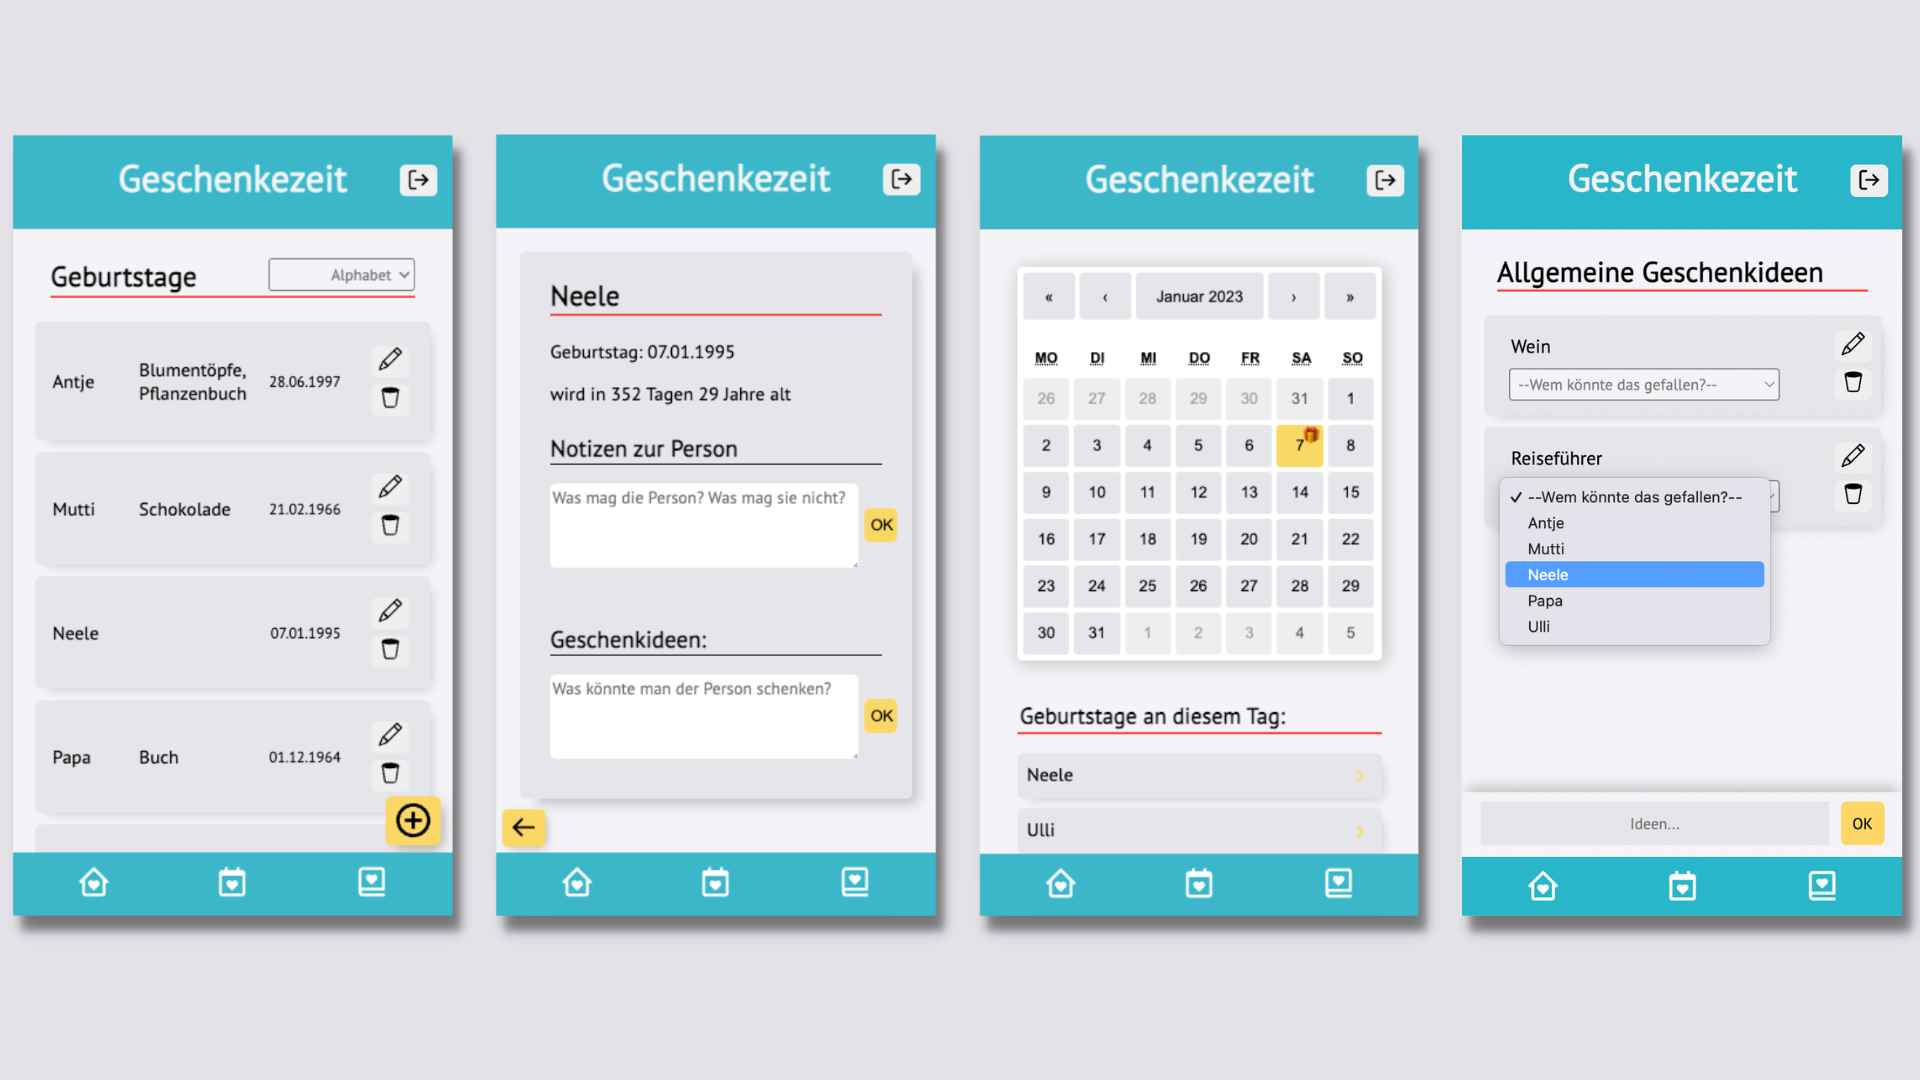 Geschenkezeit
Geburtstage
Alphabet
Antje
Blumentöpfe,
Pflanzenbuch
28.06.1997
Mutti
Schokolade
21.02.1966
Neele
07.01.1995
Papa
Buch
01.12.1964
Geschenkezeit
Neele
Geburtstag: 07.01.1995
wird in 352 Tagen 29 Jahre alt
Notizen zur Person
Was mag die Person? Was mag sie nicht?
OK
Geschenkideen:
Was könnte man der Person schenken?
OK
Geschenkezeit
« ‹ Januar 2023 › »
MO DI MI DO FR SA SO
26 27 28 29 30 31 1
2 3 4 5 6 7 8
9 10 11 12 13 14 15
16 17 18 19 20 21 22
23 24 25 26 27 28 29
30 31 1 2 3 4 5
Geburtstage an diesem Tag:
Neele
Ulli
Geschenkezeit
Allgemeine Geschenkideen
Wein
--Wem könnte das gefallen?--
Reiseführer
✓ --Wem könnte das gefallen?--
Antje
Mutti
Neele
Papa
Ulli
Ideen...
OK